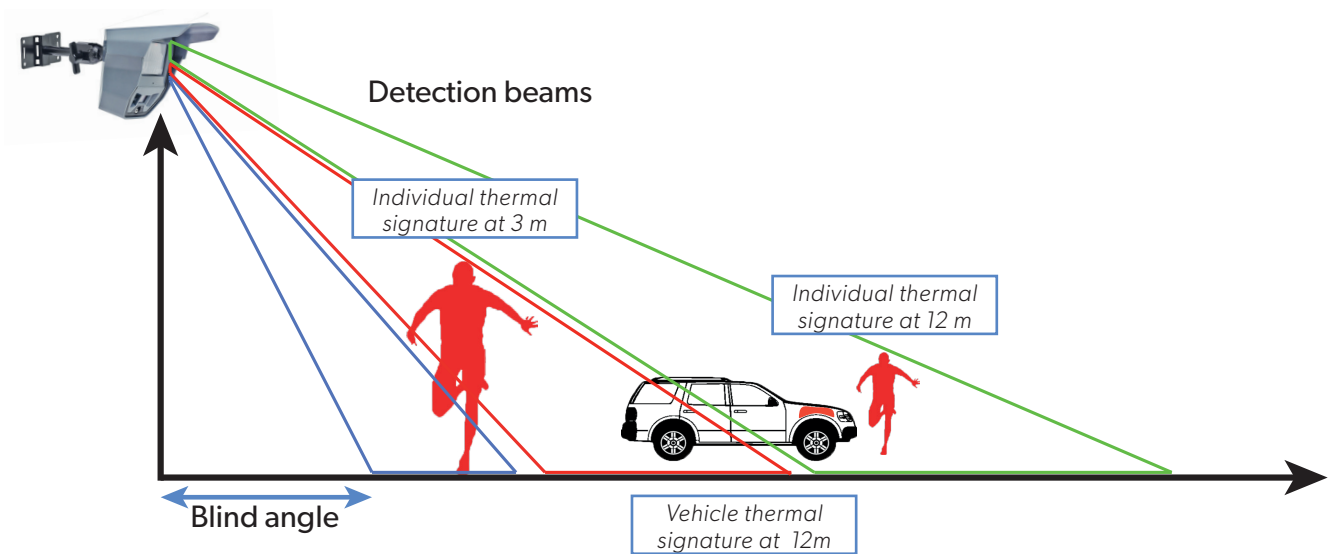 Detection beams
Individual thermal
signature at 3 m
Individual thermal
signature at 12 m
Blind angle
Vehicle thermal
signature at 12m